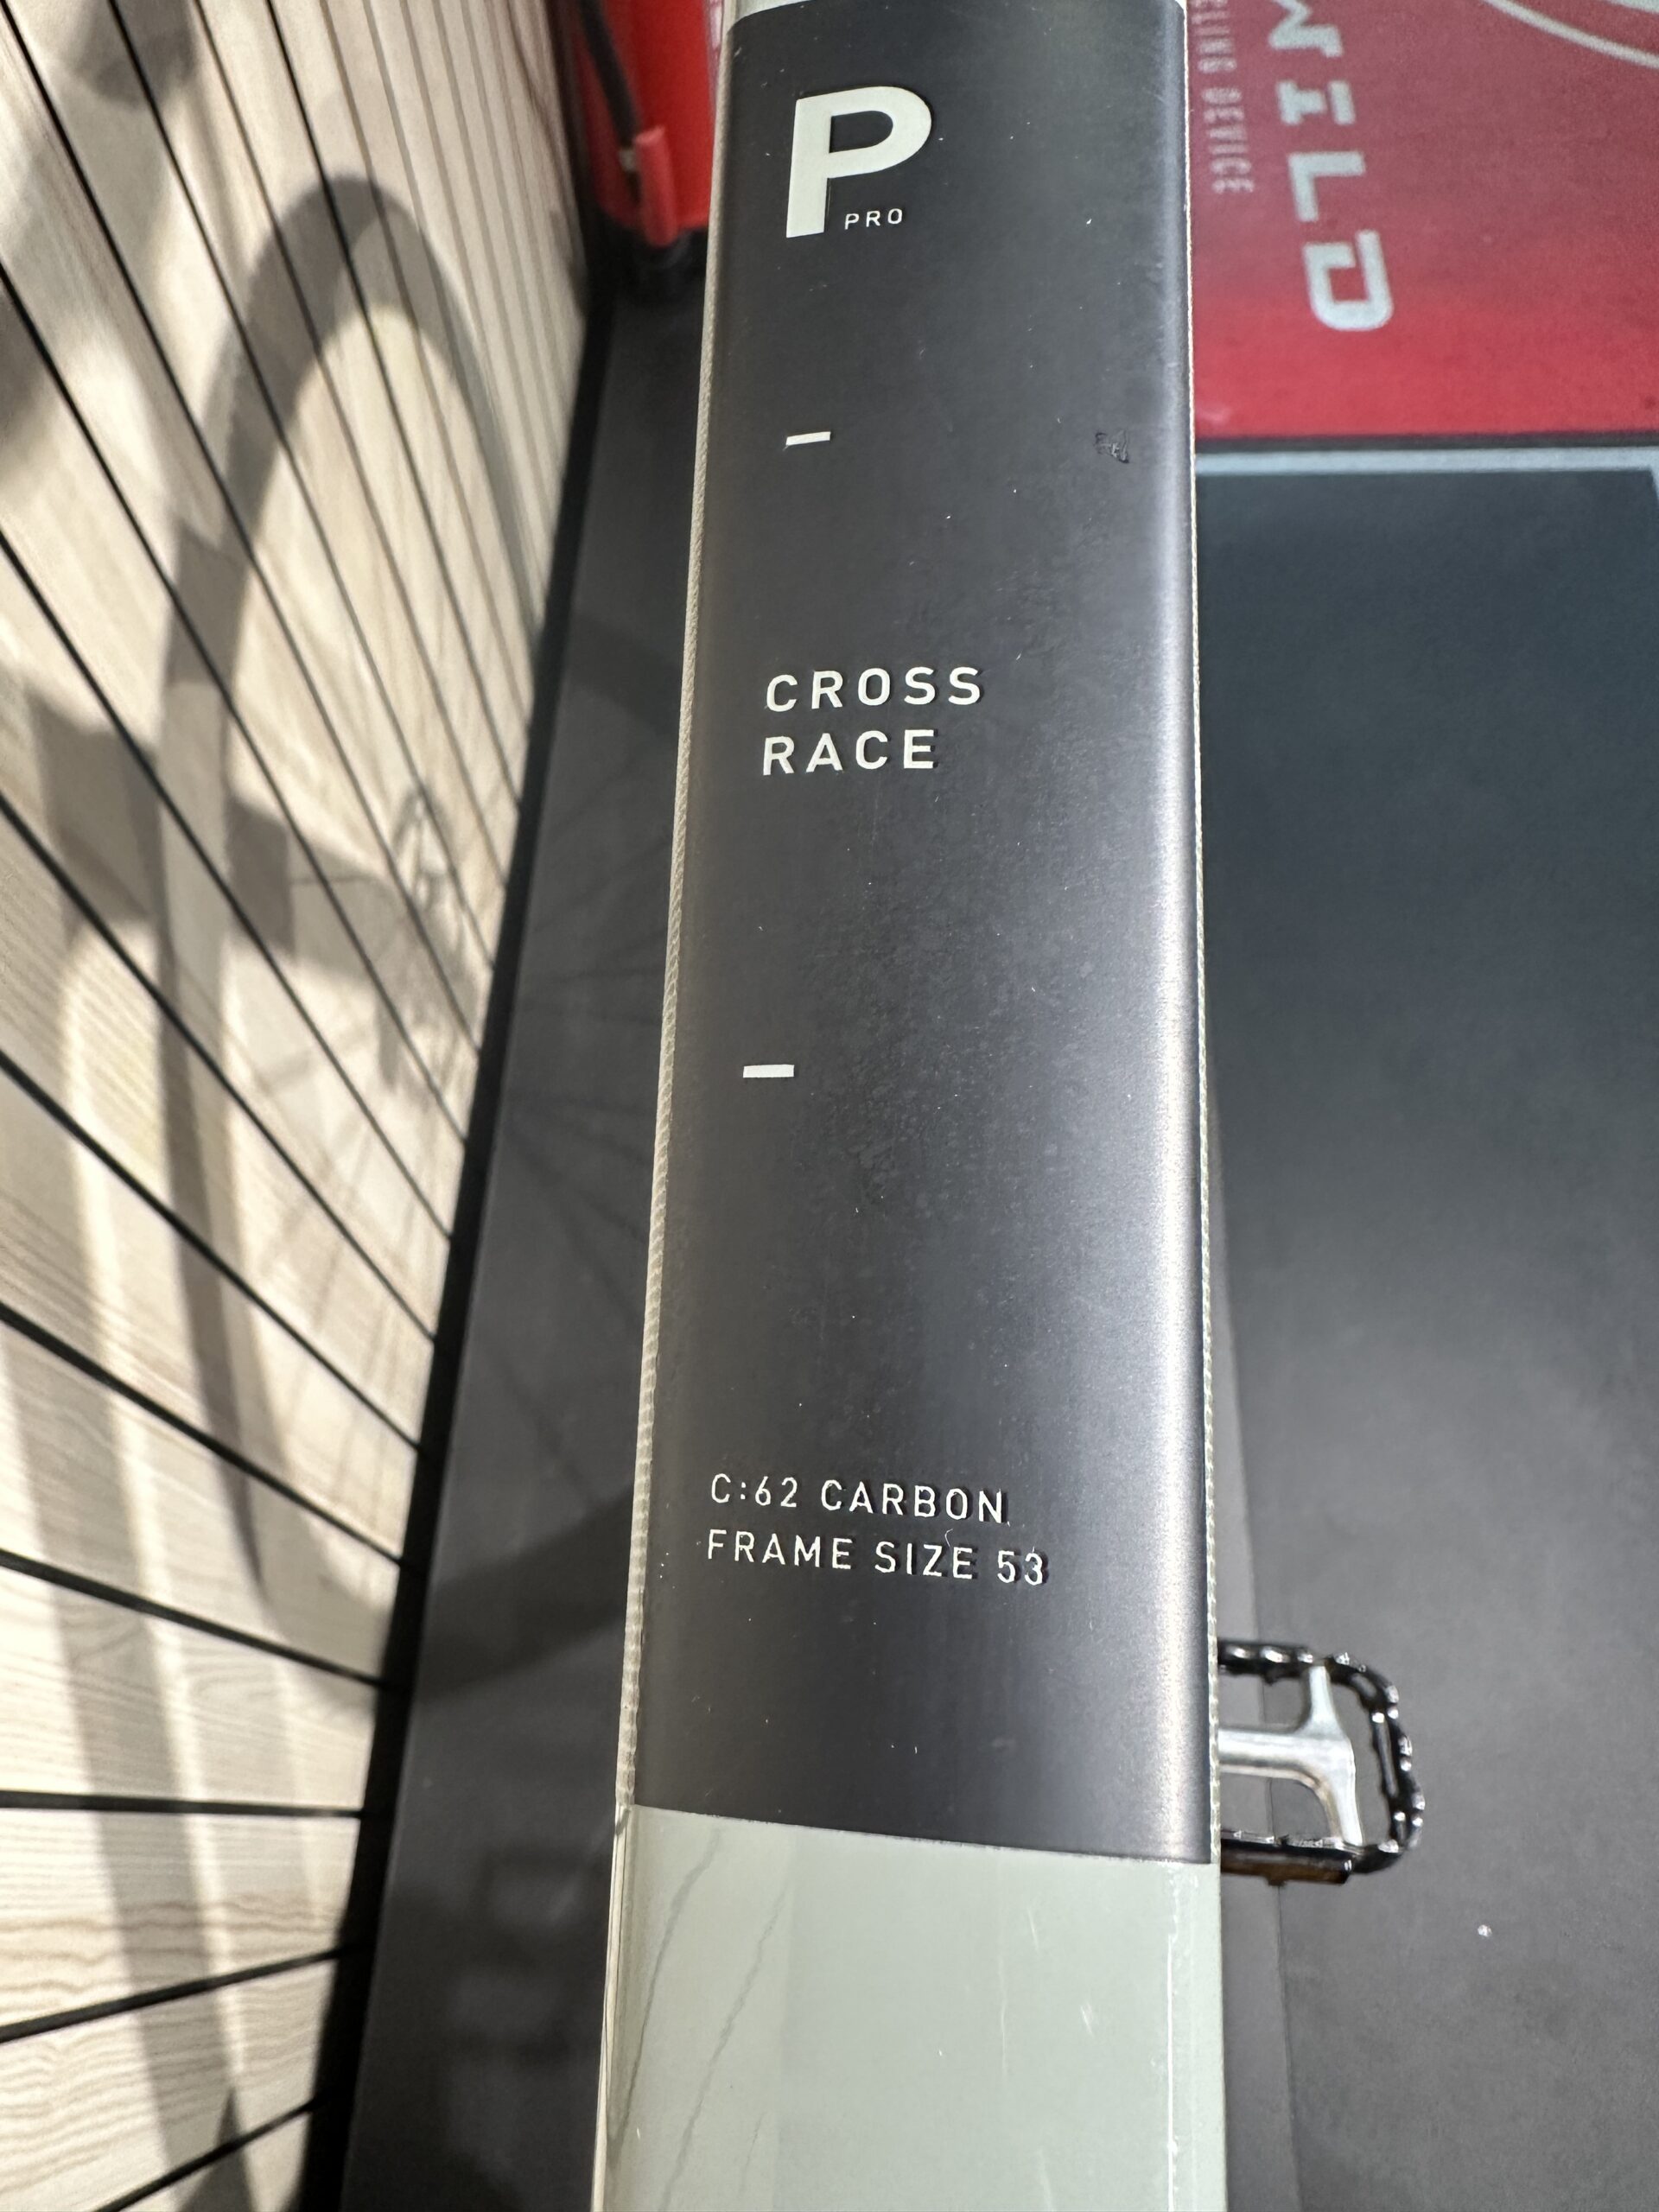 P
PRO
CROSS
RACE
C:62 CARBON
FRAME SIZE 53